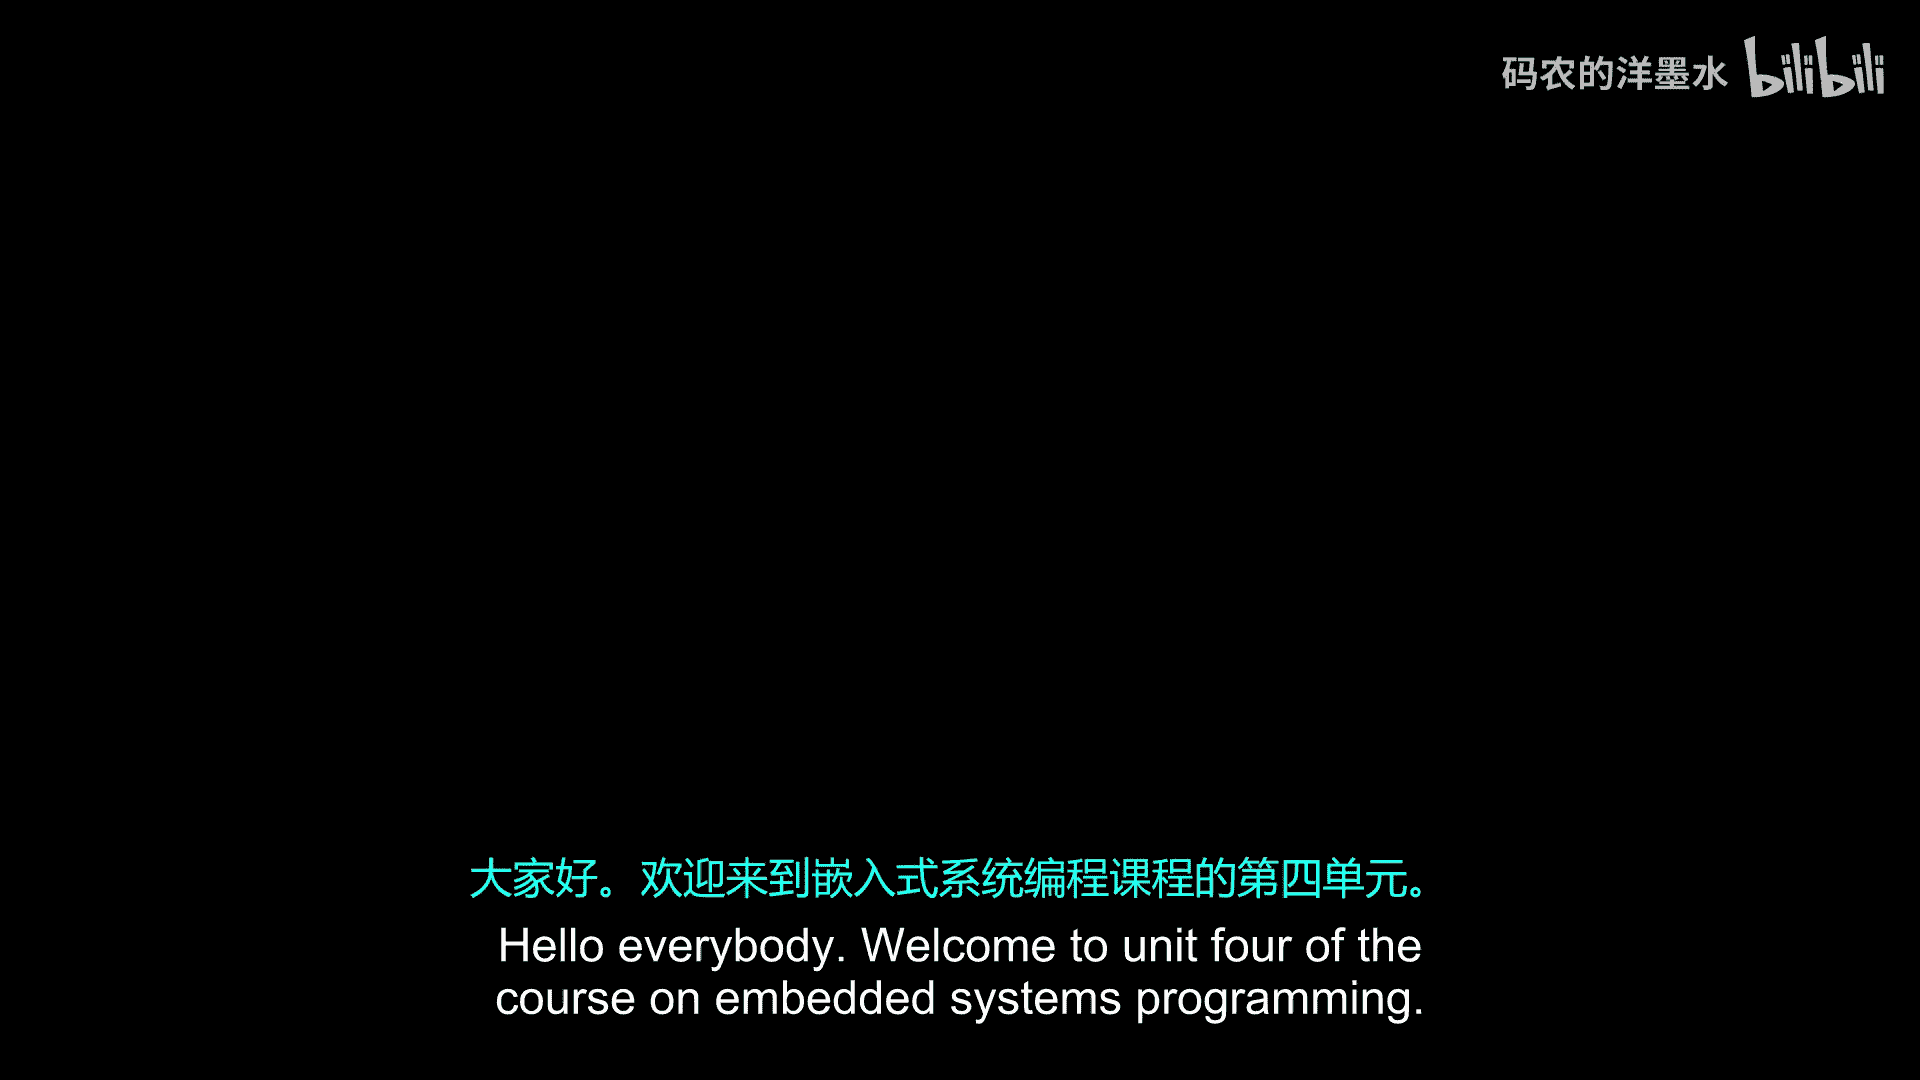 码农的洋墨水 bilibili
大家好。欢迎来到嵌入式系统编程课程的第四单元。
Hello everybody. Welcome to unit four of the
course on embedded systems programming.